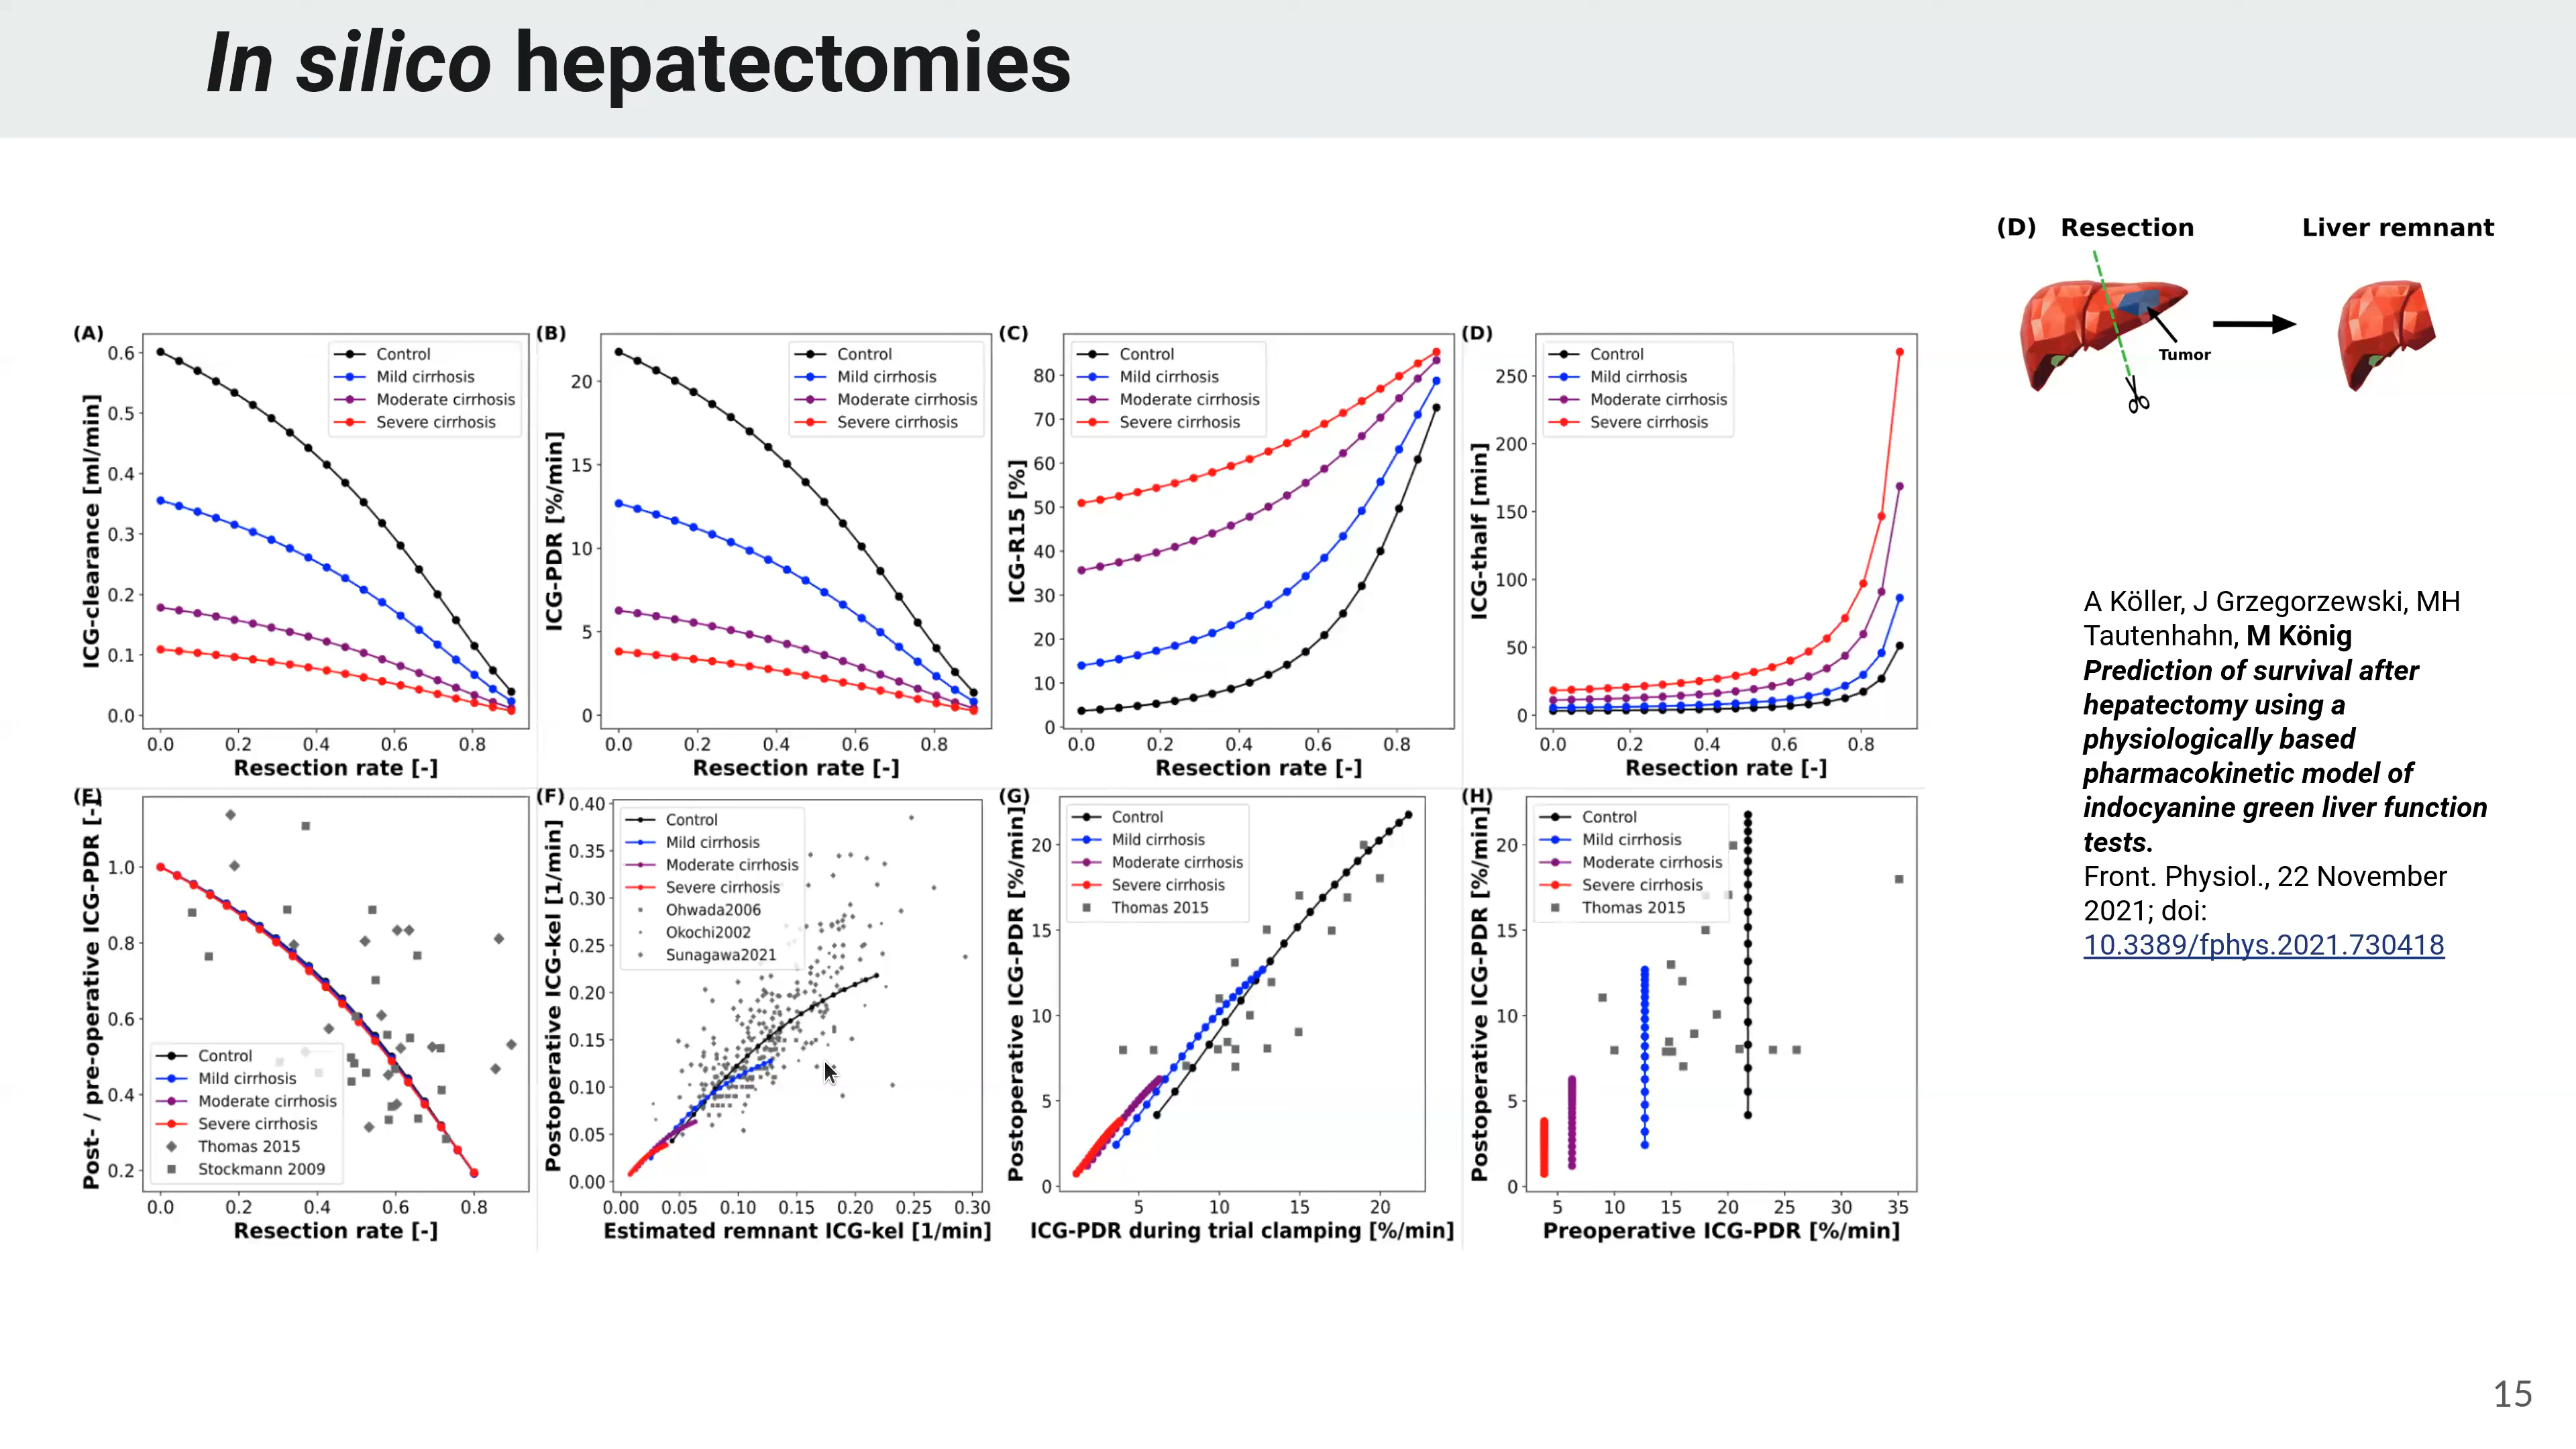 In silico hepatectomies
(D) Resection
Liver remnant
Tumor
(A)
ICG-clearance [ml/min]
0.6
0.5
0.4
0.3
0.2
0.1
0.0
Control
Mild cirrhosis
Moderate cirrhosis
Severe cirrhosis
0.0 0.2 0.4 0.6 0.8
Resection rate [-]
(B)
ICG-PDR [%/min]
20
15
10
5
0
Control
Mild cirrhosis
Moderate cirrhosis
Severe cirrhosis
0.0 0.2 0.4 0.6 0.8
Resection rate [-]
(C)
ICG-R15 [%]
80
70
60
50
40
30
20
10
0
Control
Mild cirrhosis
Moderate cirrhosis
Severe cirrhosis
0.0 0.2 0.4 0.6 0.8
Resection rate [-]
(D)
ICG-thalf [min]
250
200
150
100
50
0
Control
Mild cirrhosis
Moderate cirrhosis
Severe cirrhosis
0.0 0.2 0.4 0.6 0.8
Resection rate [-]
(E)
Post- / pre-operative ICG-PDR [-]
1.0
0.8
0.6
0.4
0.2
Control
Mild cirrhosis
Moderate cirrhosis
Severe cirrhosis
Thomas 2015
Stockmann 2009
0.0 0.2 0.4 0.6 0.8
Resection rate [-]
(F)
Postoperative ICG-kel [1/min]
0.40
0.35
0.30
0.25
0.20
0.15
0.10
0.05
0.00
Control
Mild cirrhosis
Moderate cirrhosis
Severe cirrhosis
Ohwada2006
Okochi2002
Sunagawa2021
0.00 0.05 0.10 0.15 0.20 0.25 0.30
Estimated remnant ICG-kel [1/min]
(G)
Postoperative ICG-PDR [%/min]
20
15
10
5
0
Control
Mild cirrhosis
Moderate cirrhosis
Severe cirrhosis
Thomas 2015
5 10 15 20
ICG-PDR during trial clamping [%/min]
(H)
Postoperative ICG-PDR [%/min]
20
15
10
5
0
Control
Mild cirrhosis
Moderate cirrhosis
Severe cirrhosis
Thomas 2015
5 10 15 20 25 30 35
Preoperative ICG-PDR [%/min]
A Köller, J Grzegorzewski, MH
Tautenhahn, M König
Prediction of survival after
hepatectomy using a
physiologically based
pharmacokinetic model of
indocyanine green liver function
tests.
Front. Physiol., 22 November
2021; doi:
10.3389/fphys.2021.730418
15